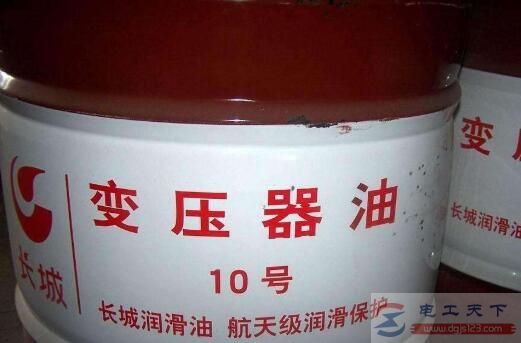 变压器油
长城
10号
长城润滑油 航天级润滑保护
变
长城润滑油
电工天下
www.dgjs123.com